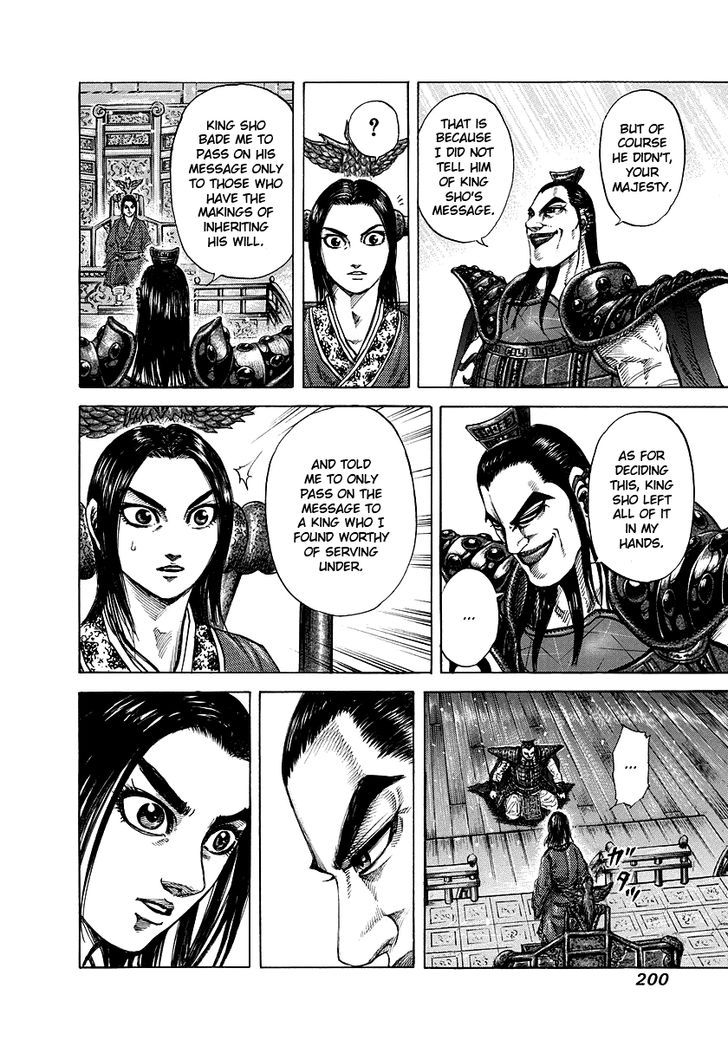 BUT OF
COURSE
HE DIDN'T,
YOUR
MAJESTY.
THAT IS
BECAUSE
I DID NOT
TELL HIM
OF KING
SHO'S
MESSAGE.
?
KING SHO
BADE ME TO
PASS ON HIS
MESSAGE ONLY
TO THOSE WHO
HAVE THE
MAKINGS OF
INHERITING
HIS WILL.
AS FOR
DECIDING
THIS, KING
SHO LEFT
ALL OF IT
IN MY
HANDS.
...
AND TOLD
ME TO ONLY
PASS ON THE
MESSAGE TO
A KING WHO I
FOUND WORTHY
OF SERVING
UNDER.
...
ガタッ
200